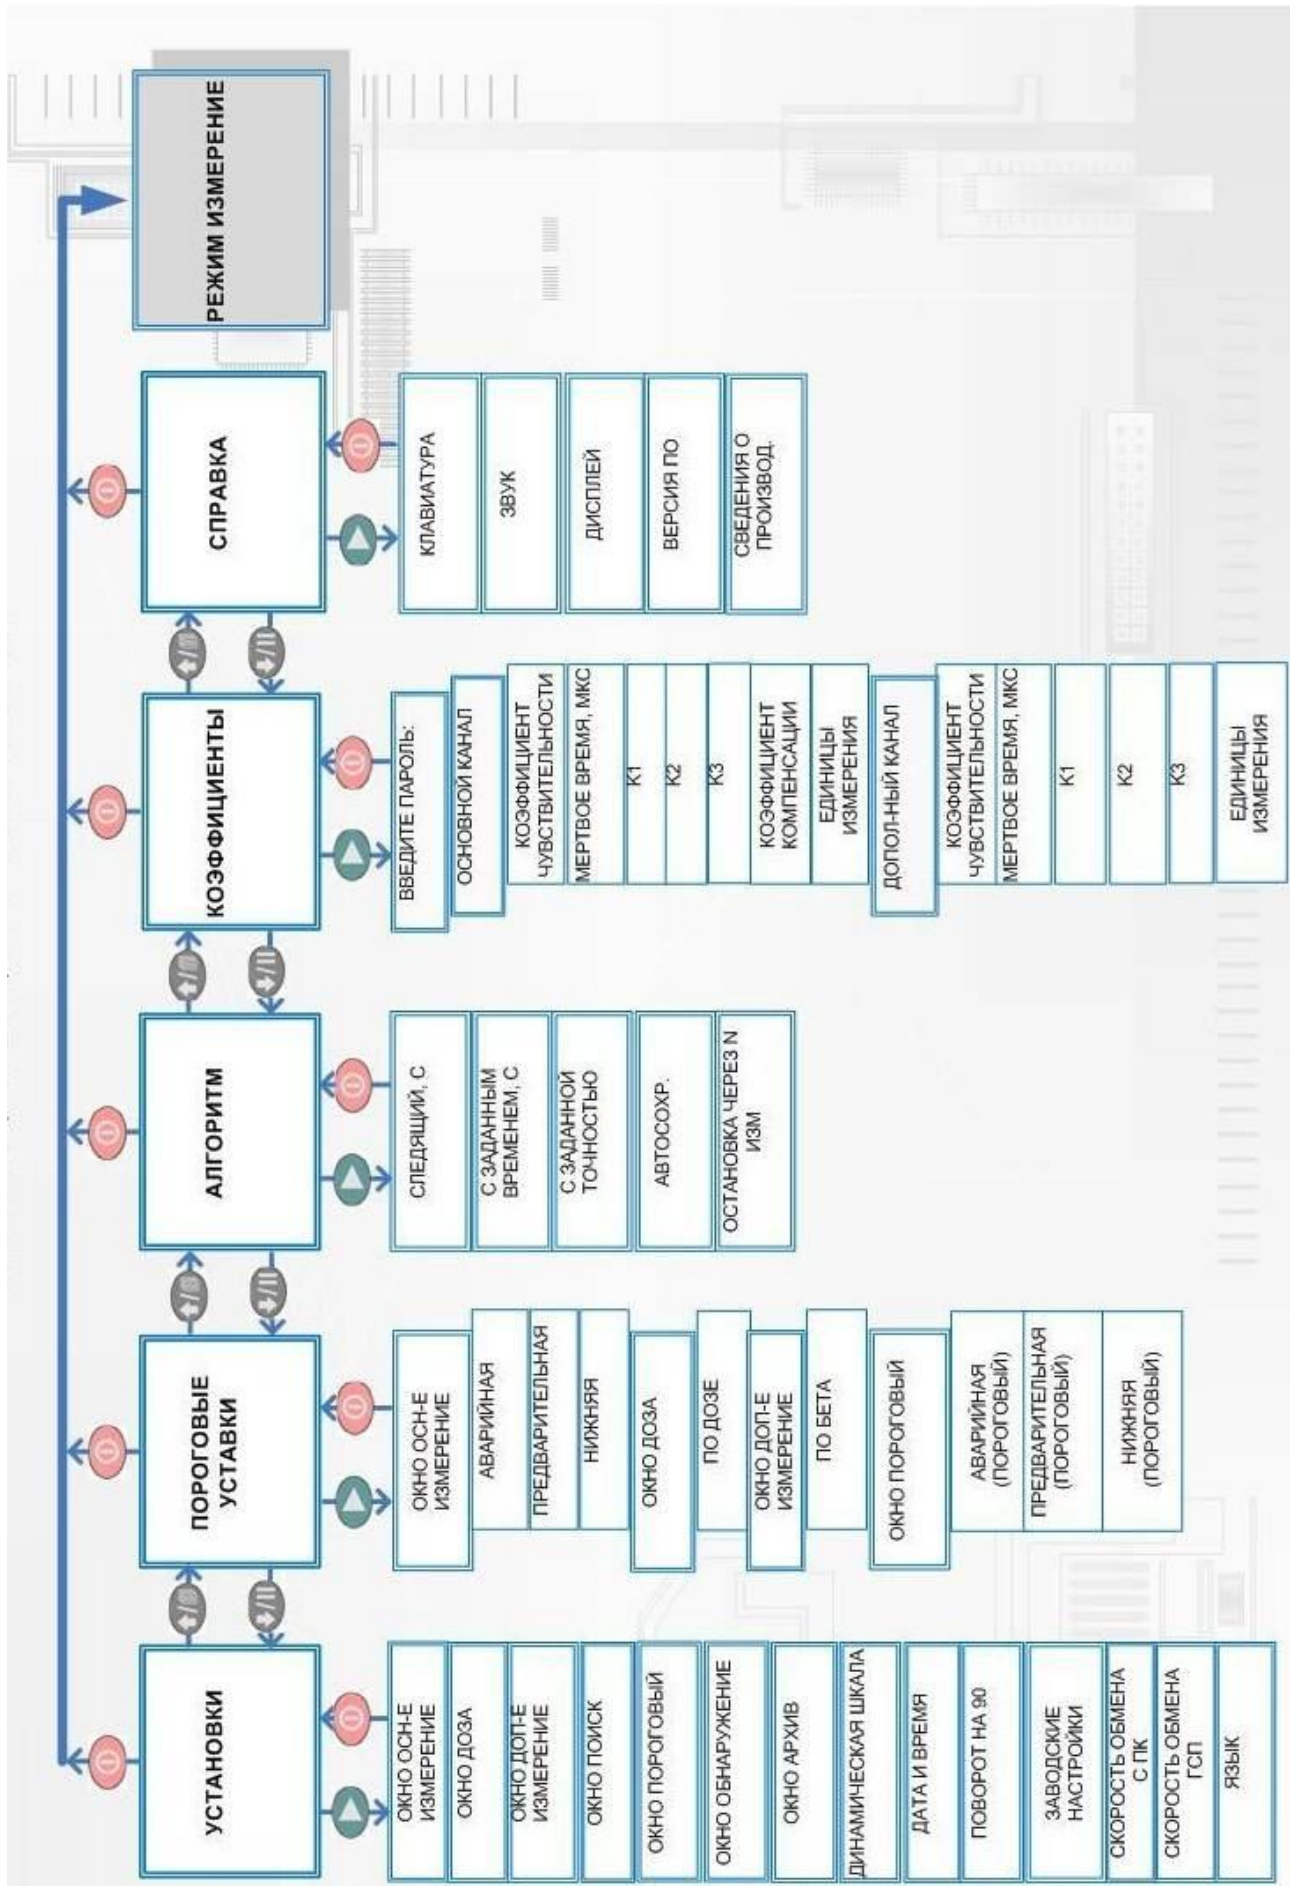 УСТАНОВКИ
ОКНО ОСН-Е
ИЗМЕРЕНИЕ
ОКНО ДОЗА
ОКНО ДОП-Е
ИЗМЕРЕНИЕ
ОКНО ПОИСК
ОКНО ПОРОГОВЫЙ
ОКНО ОБНАРУЖЕНИЕ
ОКНО АРХИВ
ДИНАМИЧЕСКАЯ ШКАЛА
ДАТА И ВРЕМЯ
ПОВОРОТ НА 90
ЗАВОДСКИЕ
НАСТРОЙКИ
СКОРОСТЬ ОБМЕНА
С ПК
СКОРОСТЬ ОБМЕНА
ГСП
ЯЗЫК
ПОРОГОВЫЕ
УСТАВКИ
ОКНО ОСН-Е
ИЗМЕРЕНИЕ
АВАРИЙНАЯ
ПРЕДВАРИТЕЛЬНАЯ
НИЖНЯЯ
ОКНО ДОЗА
ПО ДОЗЕ
ОКНО ДОП-Е
ИЗМЕРЕНИЕ
ПО БЕТА
ОКНО ПОРОГОВЫЙ
АВАРИЙНАЯ
(ПОРОГОВЫЙ)
ПРЕДВАРИТЕЛЬНАЯ
(ПОРОГОВЫЙ)
НИЖНЯЯ
(ПОРОГОВЫЙ)
АЛГОРИТМ
СЛЕДЯЩИЙ, С
С ЗАДАННЫМ
ВРЕМЕНЕМ, С
С ЗАДАННОЙ
ТОЧНОСТЬЮ
АВТОСОХР.
ОСТАНОВКА ЧЕРЕЗ N
ИЗМ
КОЭФФИЦИЕНТЫ
ВВЕДИТЕ ПАРОЛЬ:
ОСНОВНОЙ КАНАЛ
КОЭФФИЦИЕНТ
ЧУВСТВИТЕЛЬНОСТИ
МЕРТВОЕ ВРЕМЯ, МКС
К1
К2
К3
КОЭФФИЦИЕНТ
КОМПЕНСАЦИИ
ЕДИНИЦЫ
ИЗМЕРЕНИЯ
ДОПОЛ-НЫЙ КАНАЛ
КОЭФФИЦИЕНТ
ЧУВСТВИТЕЛЬНОСТИ
МЕРТВОЕ ВРЕМЯ, МКС
К1
К2
К3
ЕДИНИЦЫ
ИЗМЕРЕНИЯ
СПРАВКА
КЛАВИАТУРА
ЗВУК
ДИСПЛЕЙ
ВЕРСИЯ ПО
СВЕДЕНИЯ О
ПРОИЗВОД.
РЕЖИМ ИЗМЕРЕНИЕ